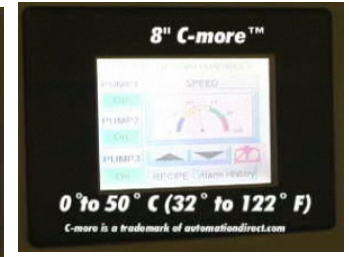 8" C-more™
PUMP1
SPEED
On
PUMP2
On
PUMP3
On
RECIPE
Alarm History
0° to 50° C (32° to 122° F)
C-more is a trademark of automationdirect.com